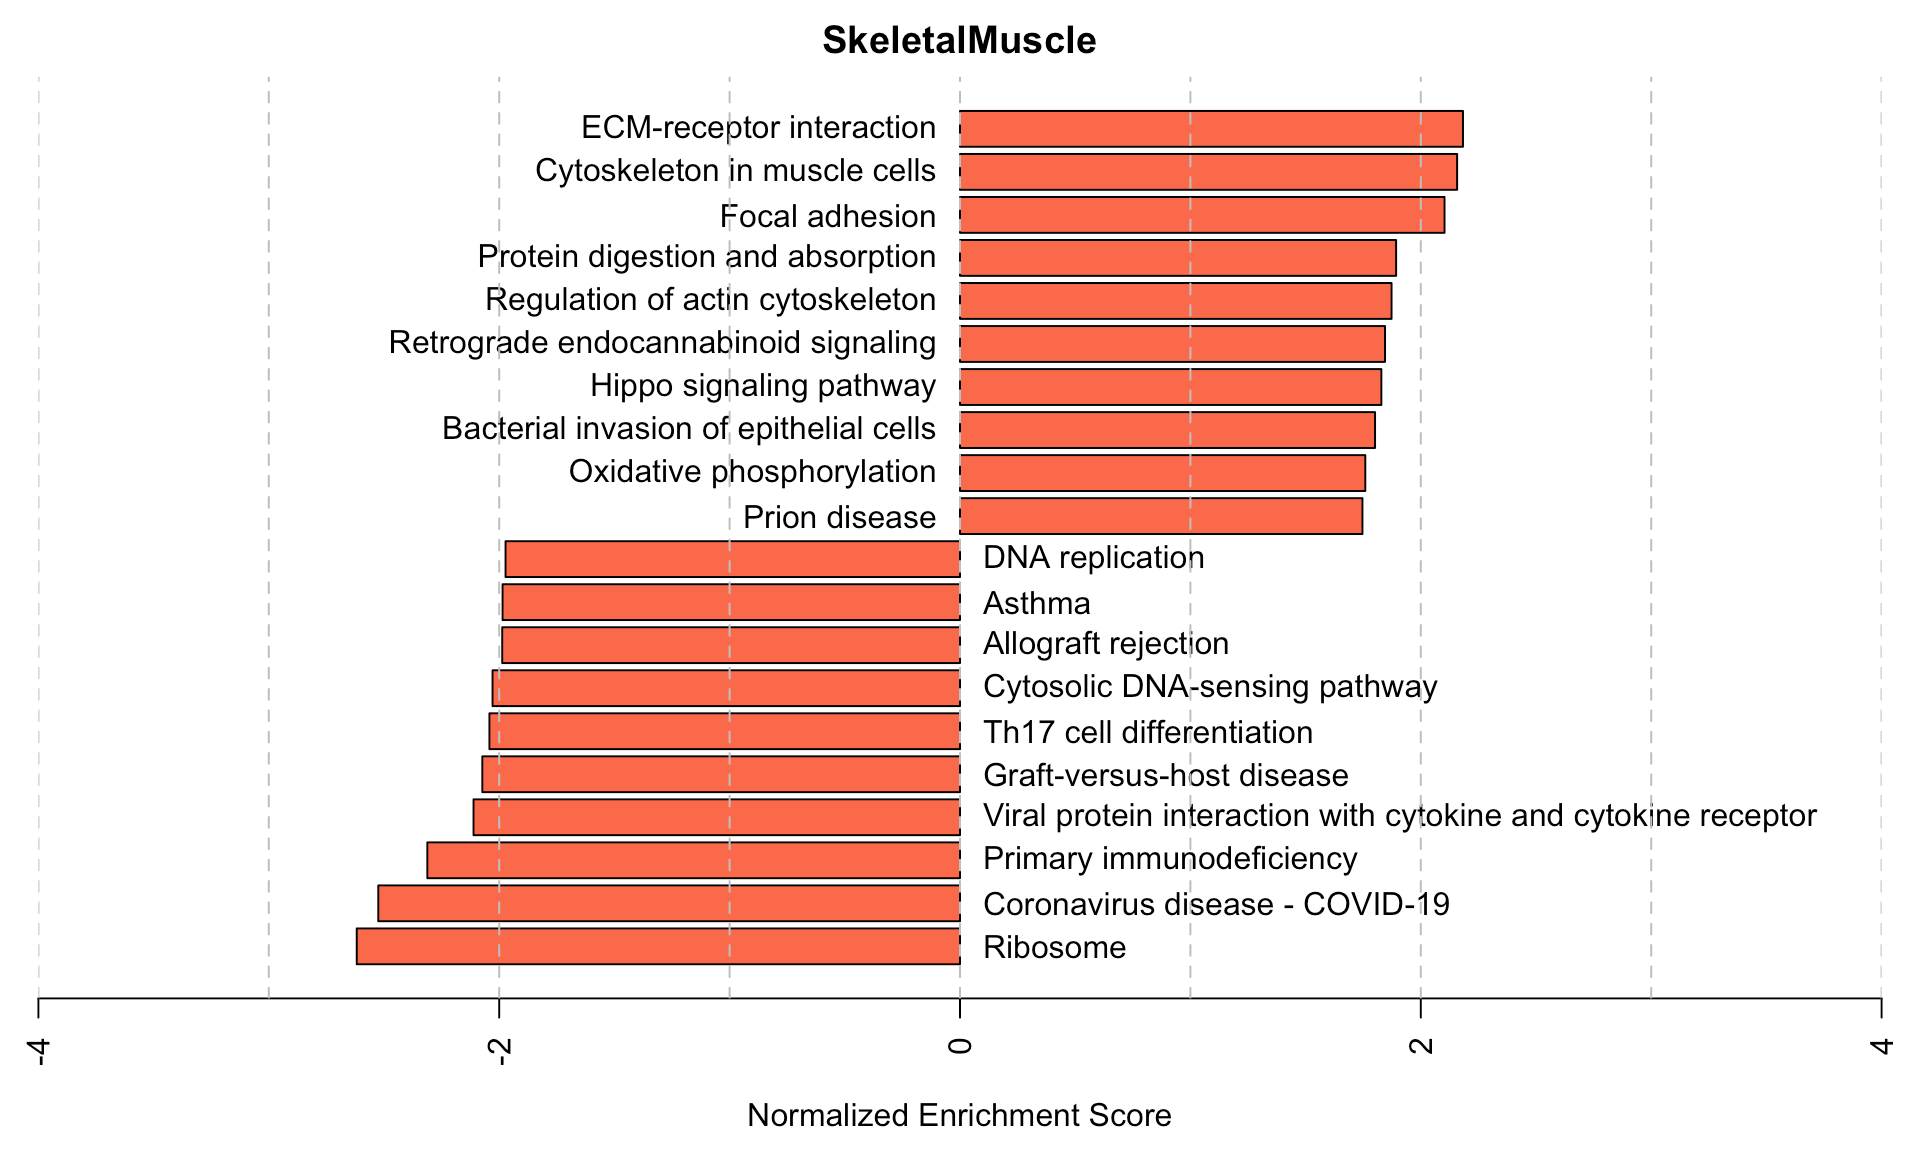 SkeletalMuscle
ECM-receptor interaction
Cytoskeleton in muscle cells
Focal adhesion
Protein digestion and absorption
Regulation of actin cytoskeleton
Retrograde endocannabinoid signaling
Hippo signaling pathway
Bacterial invasion of epithelial cells
Oxidative phosphorylation
Prion disease
DNA replication
Asthma
Allograft rejection
Cytosolic DNA-sensing pathway
Th17 cell differentiation
Graft-versus-host disease
Viral protein interaction with cytokine and cytokine receptor
Primary immunodeficiency
Coronavirus disease - COVID-19
Ribosome
-4 -2 0 2 4
Normalized Enrichment Score